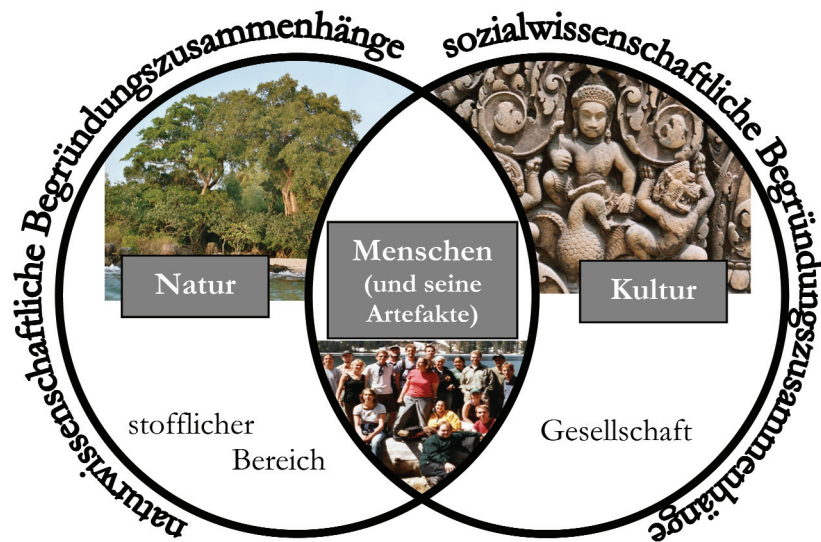 naturwissenschaftliche Begründungszusammenhänge
sozialwissenschaftliche Begründungszusammenhänge
Natur
Menschen
(und seine
Artefakte)
Kultur
stofflicher
Bereich
Gesellschaft